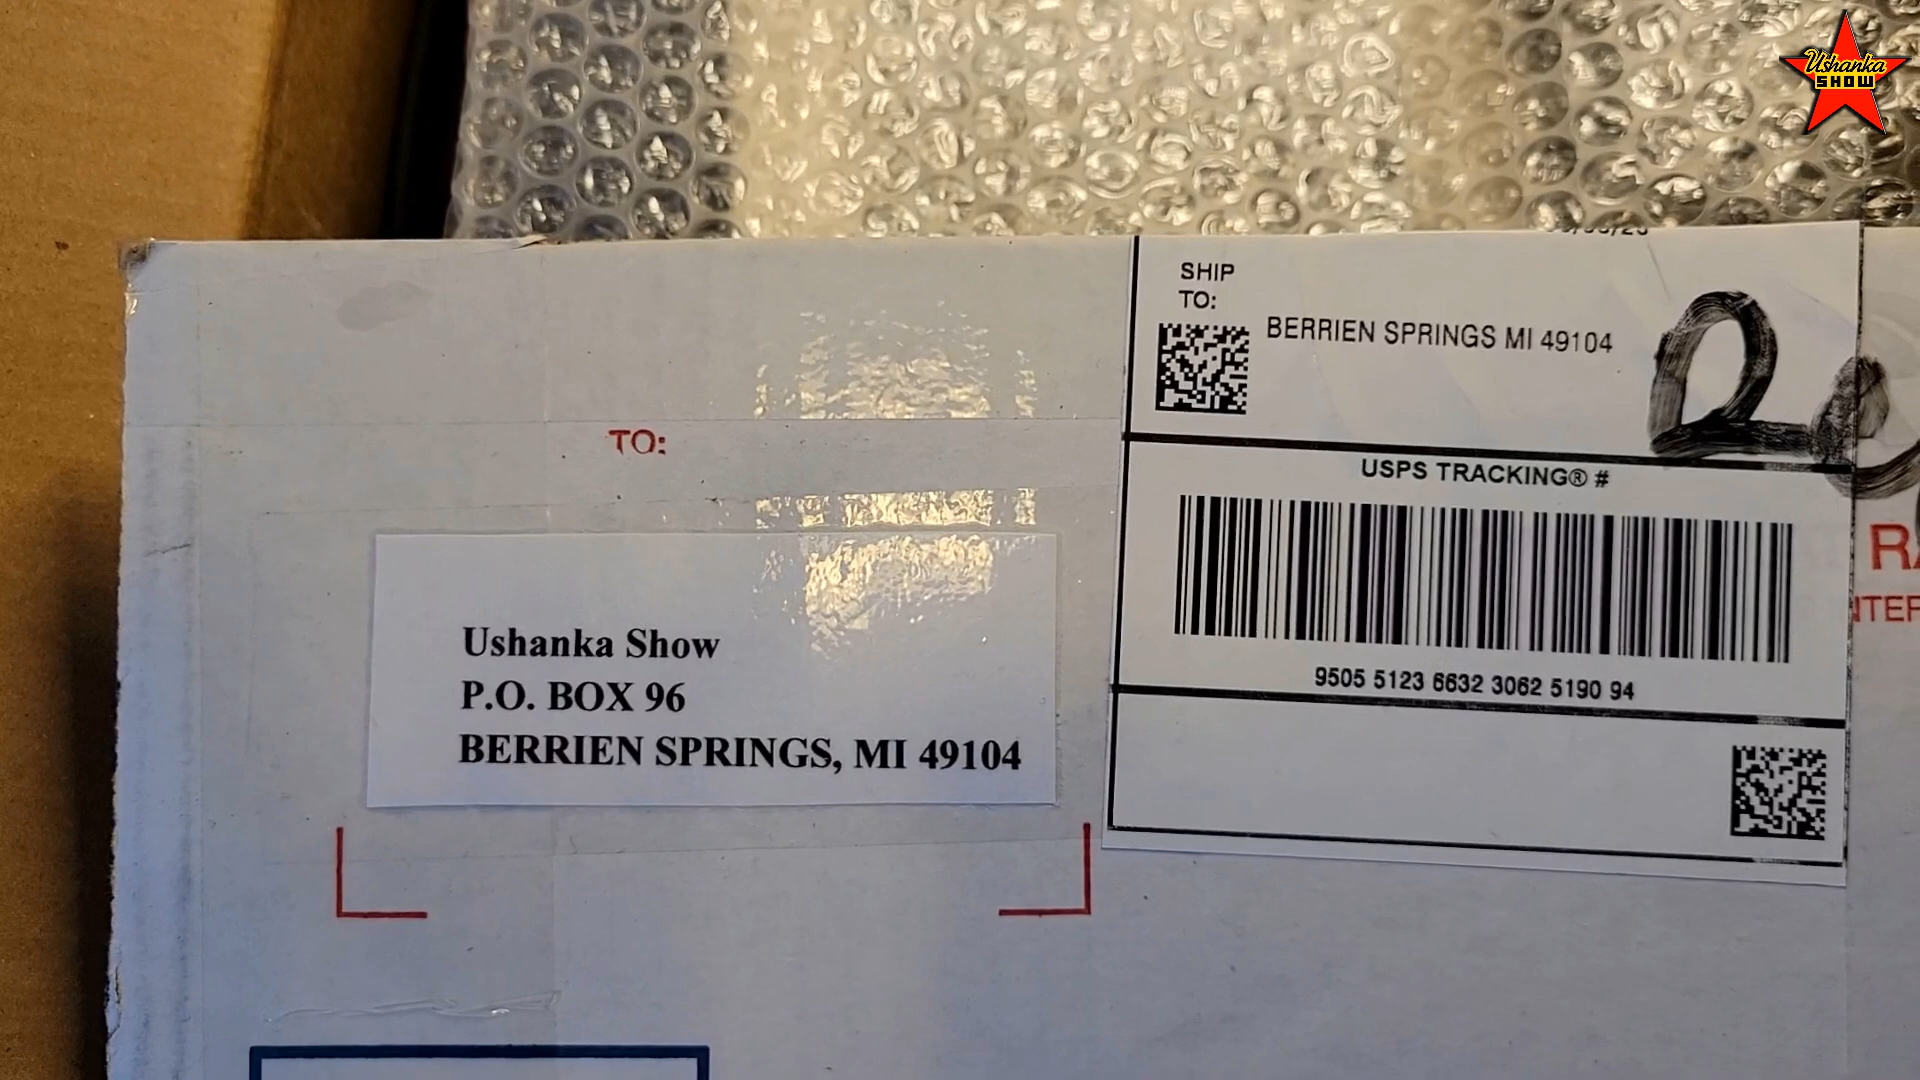 Ushanka
SHOW
SHIP
TO:
BERRIEN SPRINGS MI 49104
TO:
USPS TRACKING® #
9505 5123 6632 3062 5190 94
Ushanka Show
P.O. BOX 96
BERRIEN SPRINGS, MI 49104